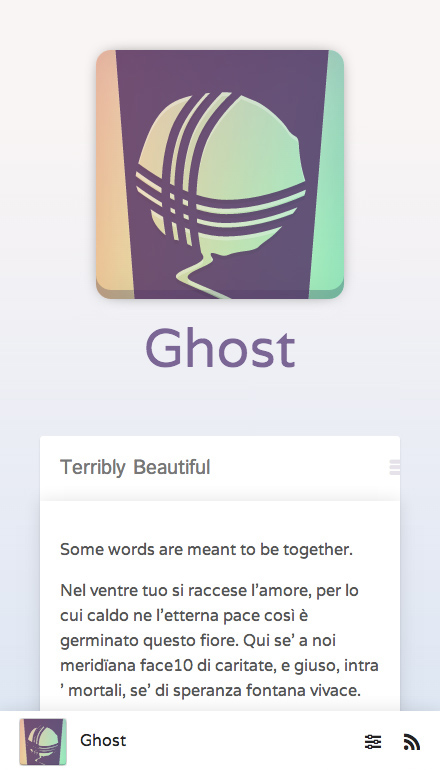 Ghost
Terribly Beautiful
Some words are meant to be together.
Nel ventre tuo si raccese l’amore, per lo
cui caldo ne l’etterna pace così è
germinato questo fiore. Qui se’ a noi
meridïana face10 di caritate, e giuso, intra
’ mortali, se’ di speranza fontana vivace.
Ghost